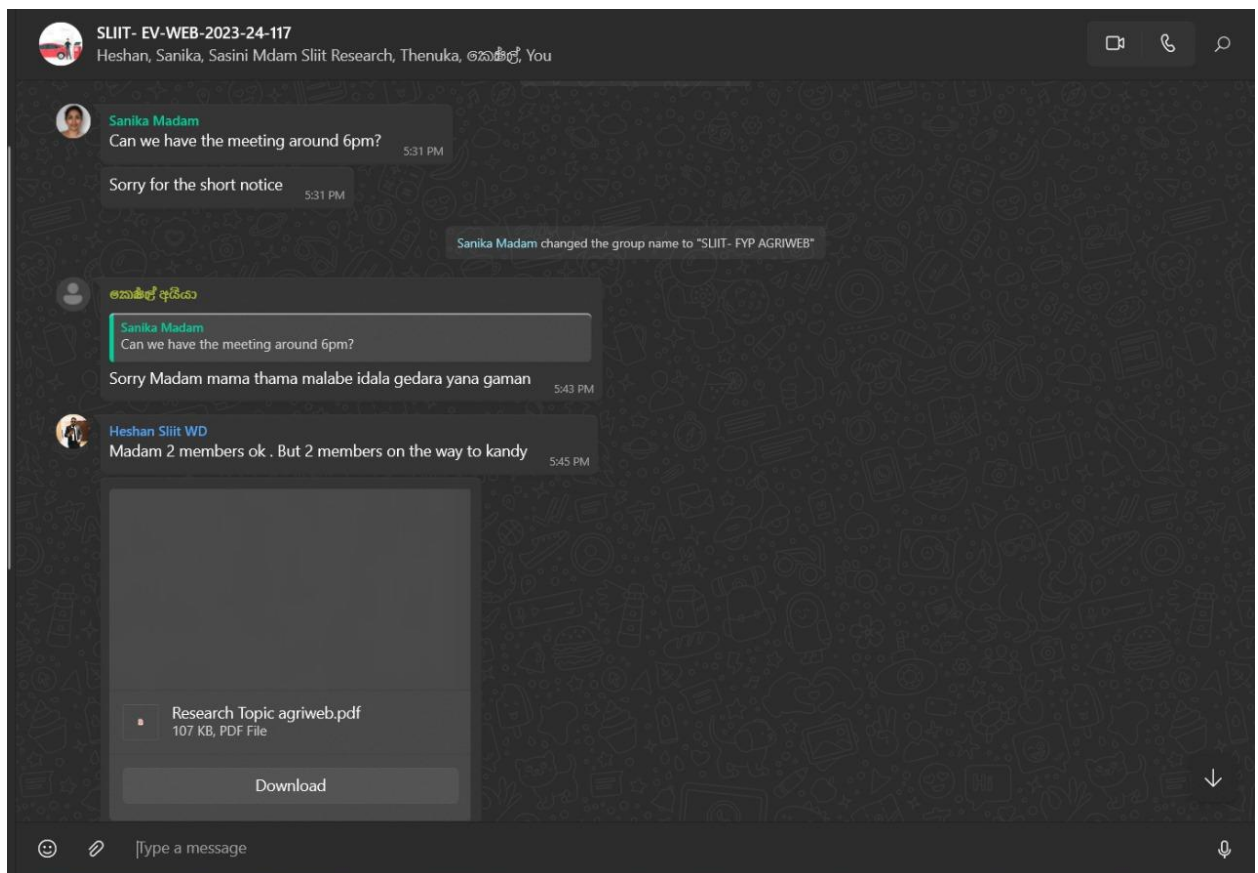 SLIIT- EV-WEB-2023-24-117
Heshan, Sanika, Sasini Mdam Sliit Research, Thenuka, කෞෂල්, You
Sanika Madam
Can we have the meeting around 6pm?
5:31 PM
Sorry for the short notice
5:31 PM
Sanika Madam changed the group name to "SLIIT- FYP AGRIWEB"
කෞෂල් අයියා
Sanika Madam
Can we have the meeting around 6pm?
Sorry Madam mama thama malabe idala gedara yana gaman
5:43 PM
Heshan Sliit WD
Madam 2 members ok . But 2 members on the way to kandy
5:45 PM
Research Topic agriweb.pdf
107 KB, PDF File
Download
Type a message